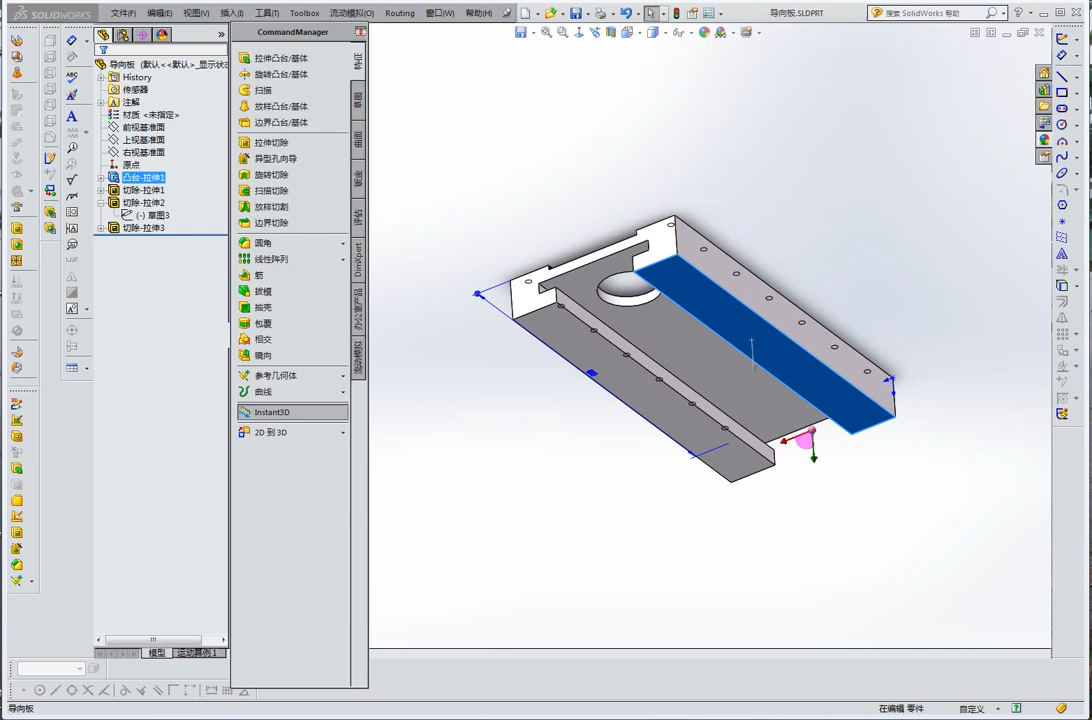 SOLIDWORKS
文件(F)
编辑(E)
视图(V)
插入(I)
工具(T)
Toolbox
流动模拟(O)
Routing
窗口(W)
帮助(H)
导向板.SLDPRT
搜索 SolidWorks 帮助
CommandManager
导向板 (默认<<默认>_显示状态
History
传感器
注解
材质 <未指定>
前视基准面
上视基准面
右视基准面
原点
凸台-拉伸1
切除-拉伸1
切除-拉伸2
(-) 草图3
切除-拉伸3
拉伸凸台/基体
旋转凸台/基体
扫描
放样凸台/基体
边界凸台/基体
拉伸切除
异型孔向导
旋转切除
扫描切除
放样切割
边界切除
圆角
线性阵列
筋
拔模
抽壳
包覆
相交
镜向
参考几何体
曲线
Instant3D
2D 到 3D
特征
草图
曲面
钣金
评估
DimXpert
办公室产品
流动模拟
模型
运动算例 1
导向板
在编辑 零件
自定义